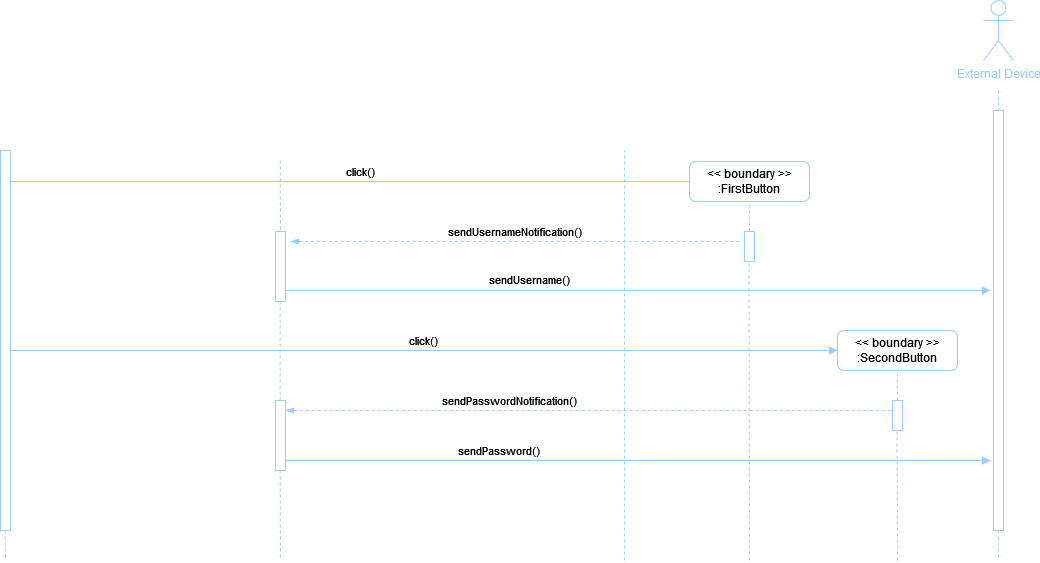 External Device
click()
<< boundary >>
:FirstButton
sendUsernameNotification()
sendUsername()
click()
<< boundary >>
:SecondButton
sendPasswordNotification()
sendPassword()